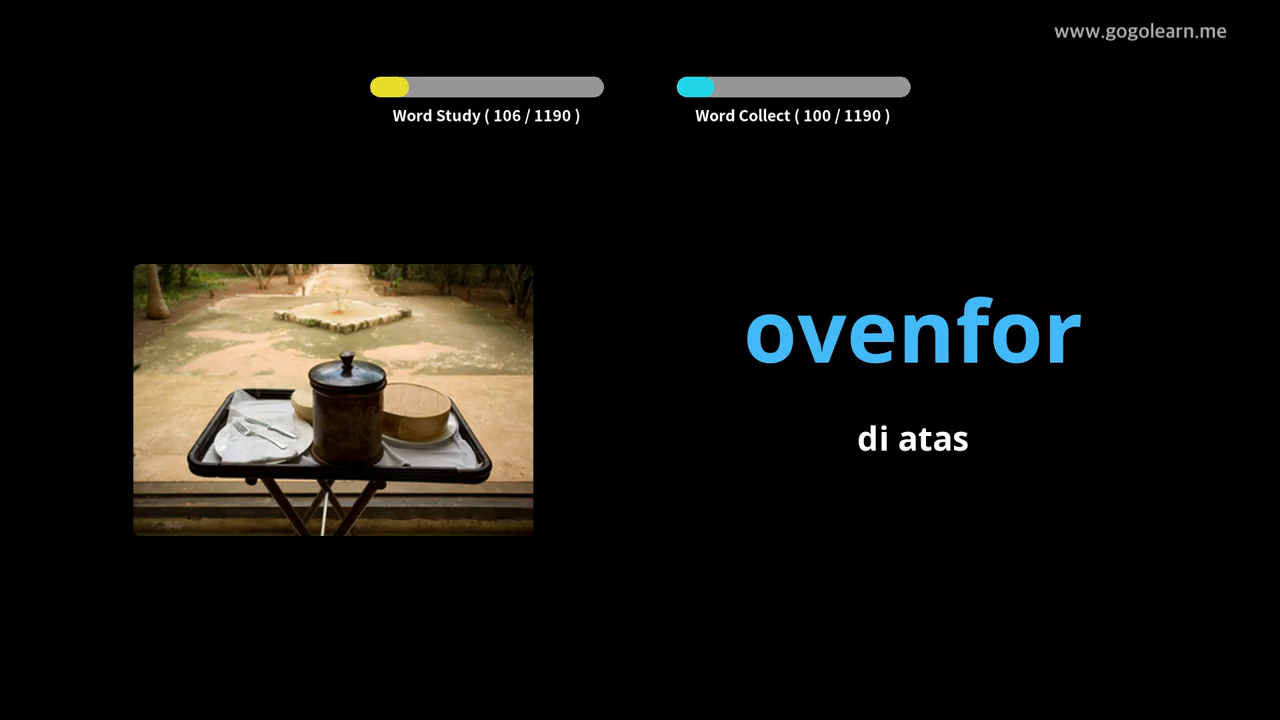 www.gogolearn.me
Word Study ( 106 / 1190 )
Word Collect ( 100 / 1190 )
ovenfor
di atas